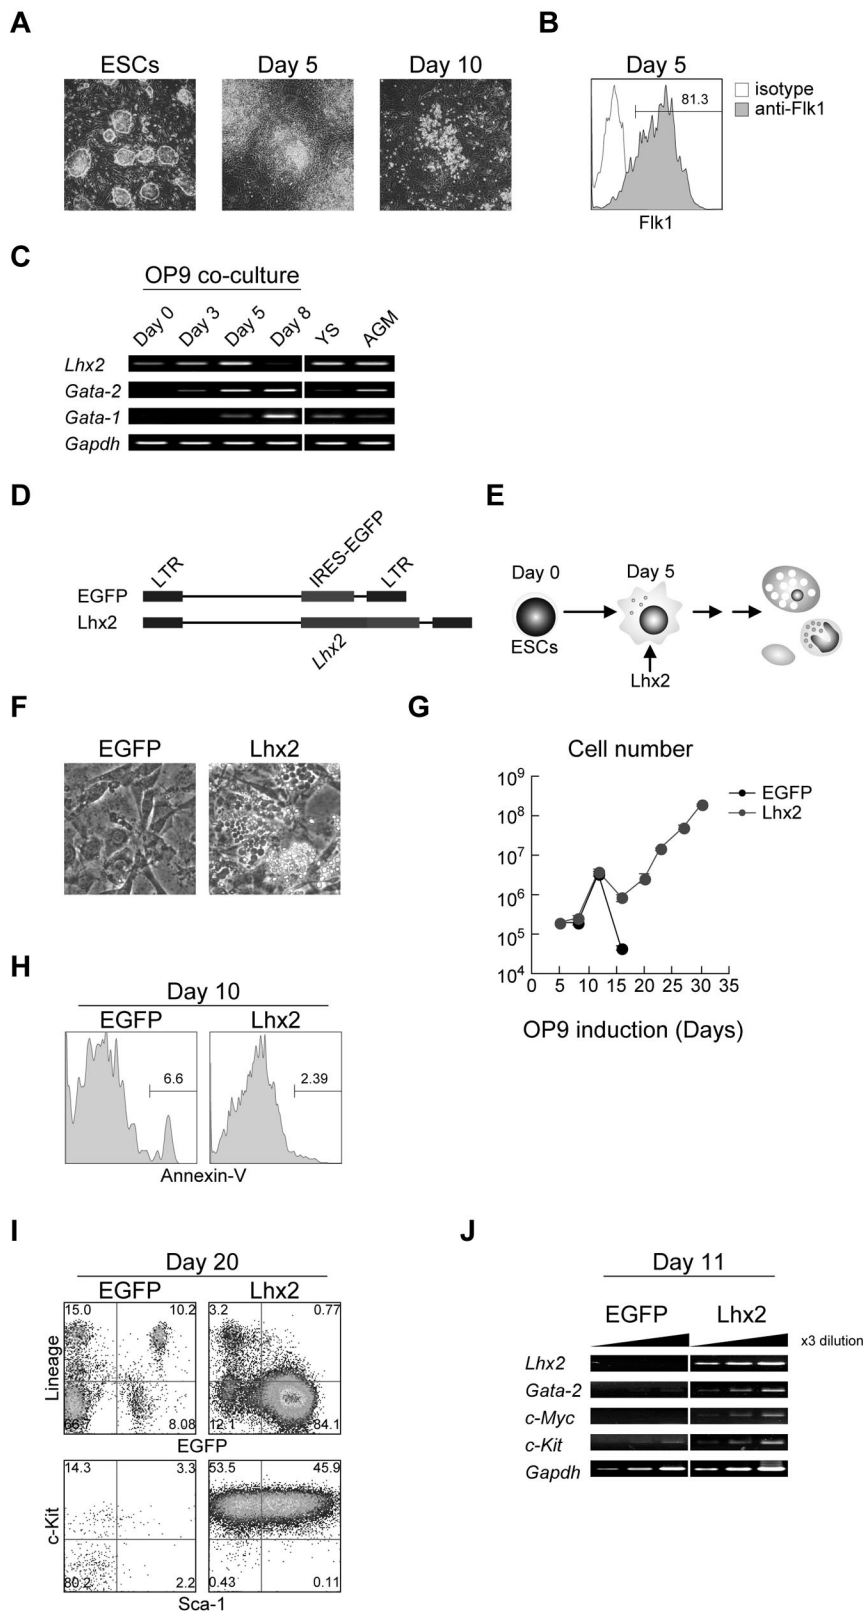 A
ESCs Day 5 Day 10
B
Day 5
81.3
isotype
anti-Flk1
Flk1
C
OP9 co-culture
Day 0 Day 3 Day 5 Day 8 YS AGM
Lhx2
Gata-2
Gata-1
Gapdh
D
LTR IRES-EGFP LTR
EGFP
Lhx2
Lhx2
E
Day 0 Day 5
ESCs
Lhx2
F
EGFP Lhx2
G
Cell number
10⁹
10⁸
10⁷
10⁶
10⁵
10⁴
0 5 10 15 20 25 30 35
OP9 induction (Days)
EGFP
Lhx2
H
Day 10
EGFP Lhx2
6.6 2.39
Annexin-V
I
Day 20
EGFP Lhx2
15.0 10.2 3.2 0.77
Lineage
66.7 8.08 12.1 84.1
EGFP
14.3 3.3 53.5 45.9
c-Kit
80.2 2.2 0.43 0.11
Sca-1
J
Day 11
EGFP Lhx2
x3 dilution
Lhx2
Gata-2
c-Myc
c-Kit
Gapdh